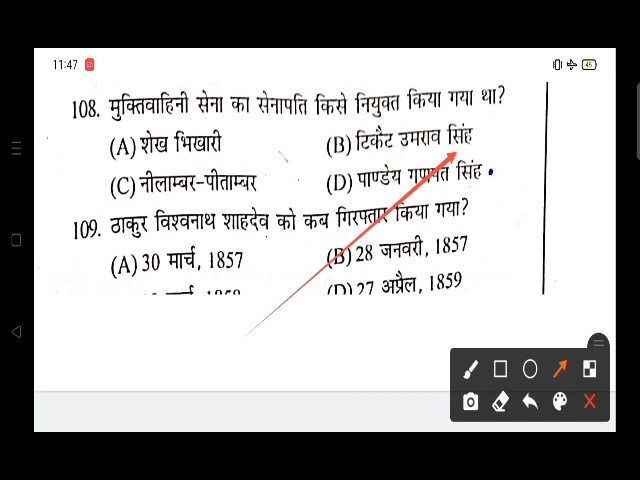 11:47
45
108. मुक्तिवाहिनी सेना का सेनापति किसे नियुक्त किया गया था?
(A) शेख भिखारी (B) टिकैट उमराव सिंह
(C) नीलाम्बर-पीताम्बर (D) पाण्डेय गणपत सिंह
109. ठाकुर विश्वनाथ शाहदेव को कब गिरफ्तार किया गया?
(A) 30 मार्च, 1857 (B) 28 जनवरी, 1857
(D) 27 अप्रैल, 1859